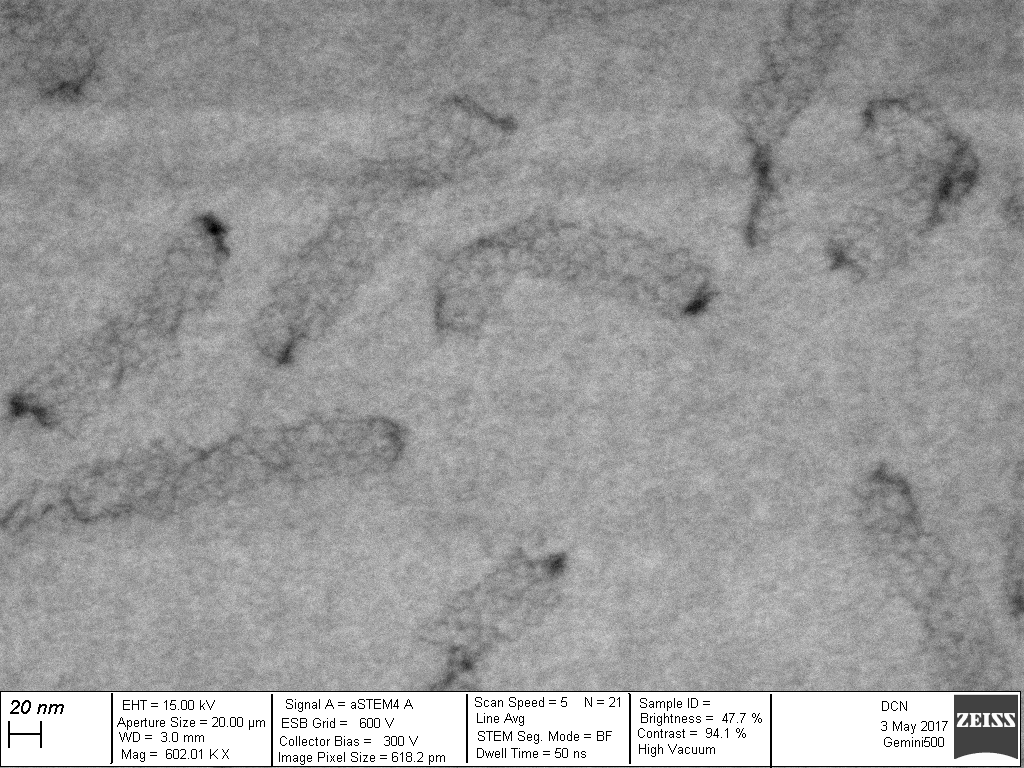 20 nm
EHT = 15.00 kV
Aperture Size = 20.00 µm
WD = 3.0 mm
Mag = 602.01 K X
Signal A = aSTEM4 A
ESB Grid = 600 V
Collector Bias = 300 V
Image Pixel Size = 618.2 pm
Scan Speed = 5 N = 21
Line Avg
STEM Seg. Mode = BF
Dwell Time = 50 ns
Sample ID =
Brightness = 47.7 %
Contrast = 94.1 %
High Vacuum
DCN
3 May 2017
Gemini500
ZEISS